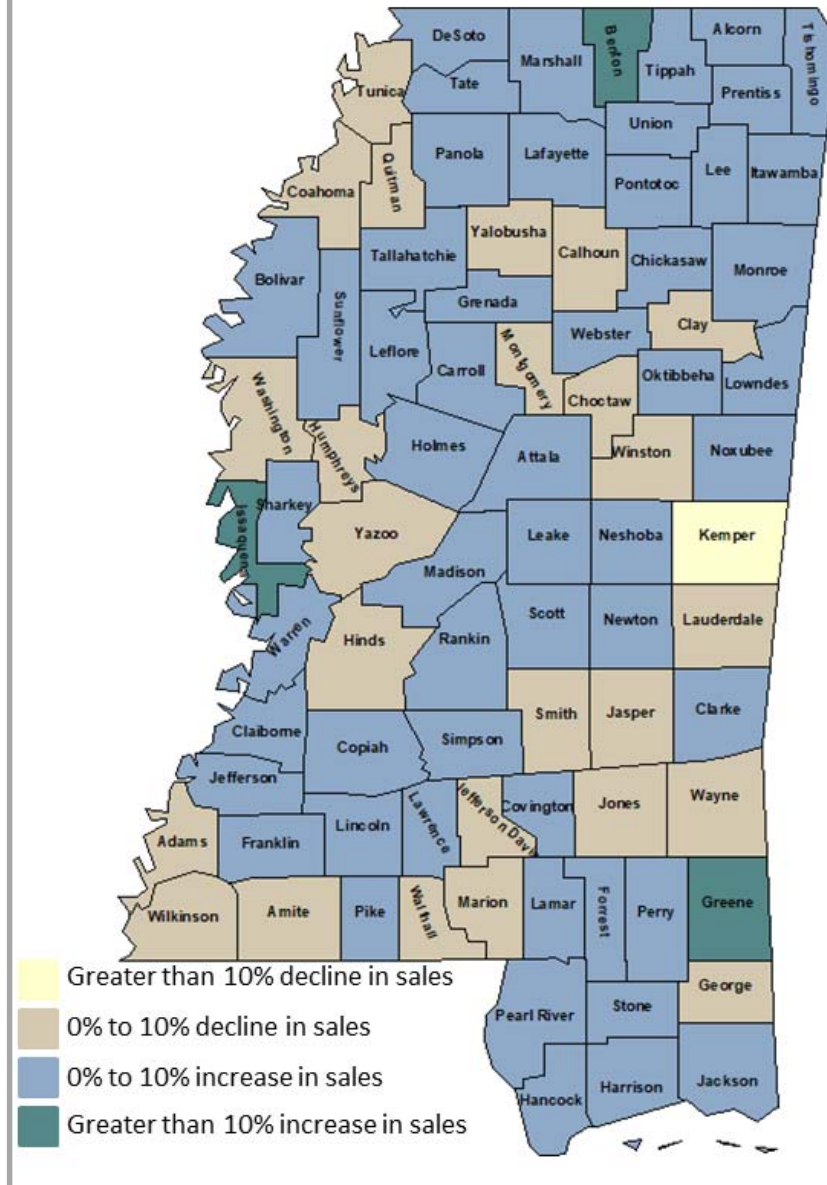 DeSoto
Marshall
Benton
Tippah
Alcorn
Tishomingo
Tunica
Tate
Prentiss
Union
Panola
Lafayette
Quitman
Coahoma
Pontotoc
Lee
Itawamba
Yalobusha
Calhoun
Tallahatchie
Chickasaw
Monroe
Bolivar
Sunflower
Grenada
Clay
Webster
Leflore
Carroll
Montgomery
Oktibbeha
Lowndes
Choctaw
Washington
Humphreys
Holmes
Attala
Winston
Noxubee
Issaquena
Sharkey
Yazoo
Leake
Neshoba
Kemper
Madison
Scott
Newton
Lauderdale
Warren
Hinds
Rankin
Smith
Jasper
Clarke
Claiborne
Copiah
Simpson
Jefferson
Lawrence
Jefferson Davis
Covington
Jones
Wayne
Adams
Franklin
Lincoln
Wilkinson
Amite
Pike
Walthall
Marion
Lamar
Forrest
Perry
Greene
George
Pearl River
Stone
Hancock
Harrison
Jackson
Greater than 10% decline in sales
0% to 10% decline in sales
0% to 10% increase in sales
Greater than 10% increase in sales